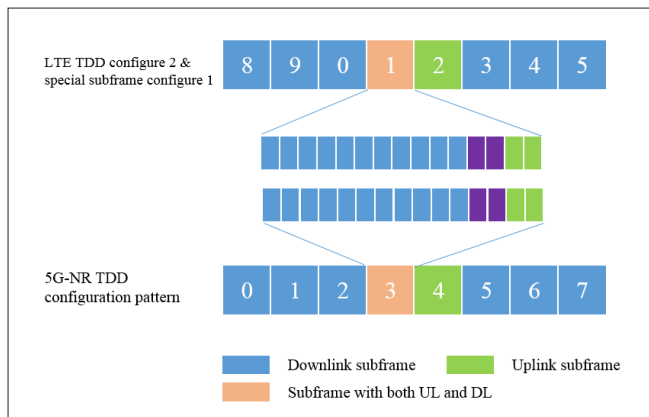 LTE TDD configure 2 &
special subframe configure 1
8 9 0 1 2 3 4 5
5G-NR TDD
configuration pattern
0 1 2 3 4 5 6 7
Downlink subframe
Uplink subframe
Subframe with both UL and DL